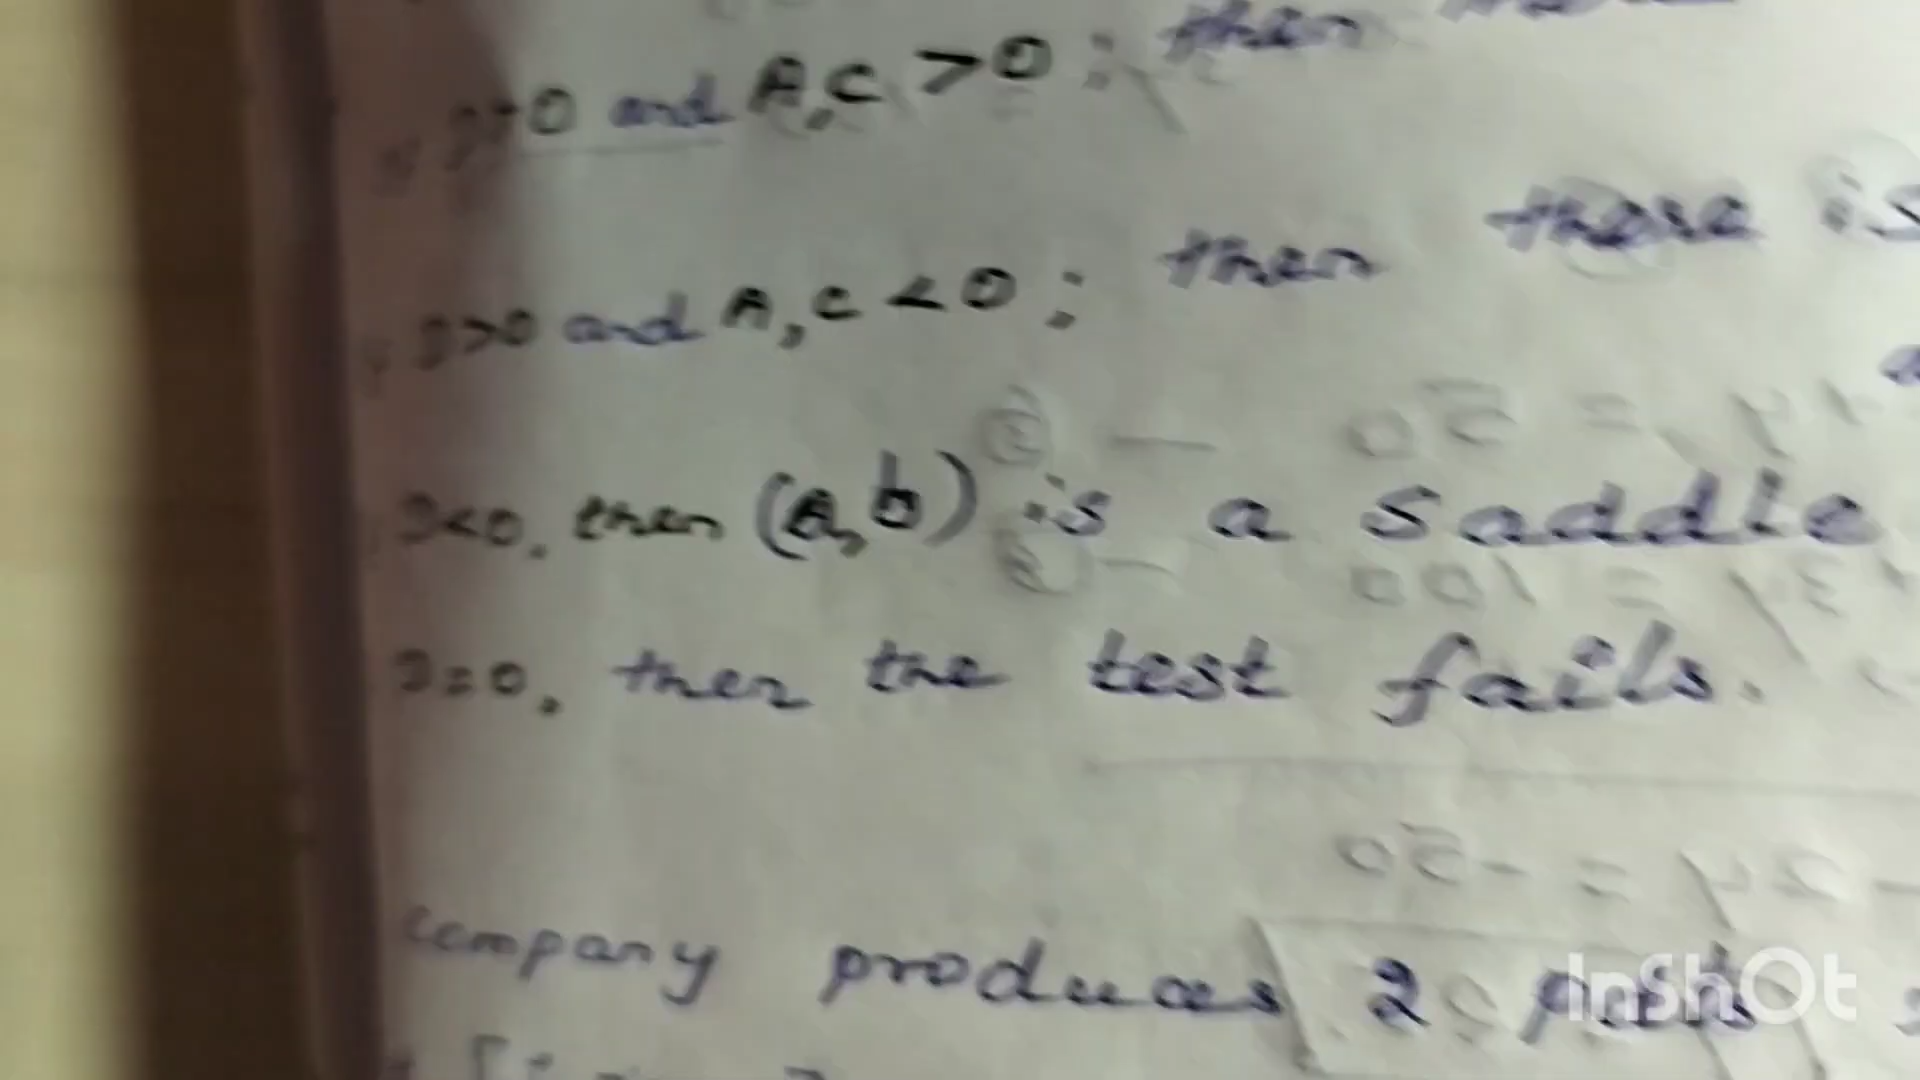 D>0 and A,C >0; then
D>0 and A,C <0; then there is
D<0, then (a,b) is a saddle
D=0, then the test fails.
company produces 2
InShOt